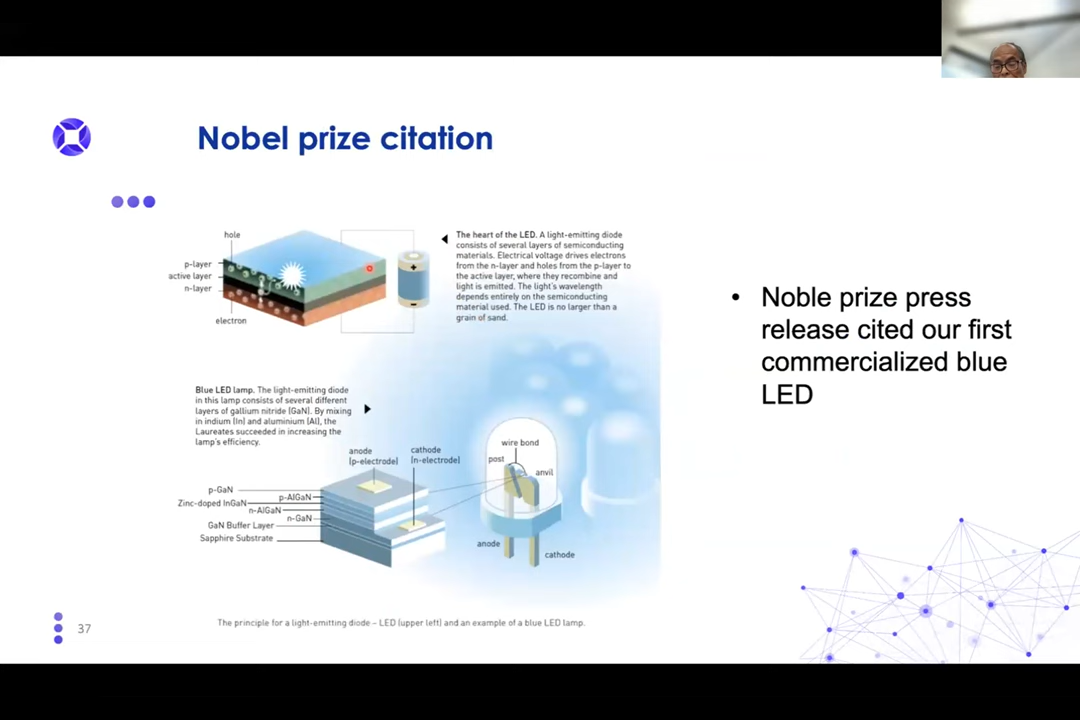 Nobel prize citation
hole
p-layer
active layer
n-layer
electron
+
-
The heart of the LED. A light-emitting diode
consists of several layers of semiconducting
materials. Electrical voltage drives electrons
from the n-layer and holes from the p-layer to
the active layer, where they recombine and
light is emitted. The light's wavelength
depends entirely on the semiconducting
material used. The LED is no larger than a
grain of sand.
• Noble prize press
release cited our first
commercialized blue
LED
Blue LED lamp. The light-emitting diode
in this lamp consists of several different
layers of gallium nitride (GaN). By mixing
in indium (In) and aluminium (Al), the
Laureates succeeded in increasing the
lamp's efficiency.
anode
(p-electrode)
cathode
(n-electrode)
wire bond
post
anvil
p-GaN
p-AlGaN
Zinc-doped InGaN
n-AlGaN
n-GaN
GaN Buffer Layer
Sapphire Substrate
anode
cathode
The principle for a light-emitting diode – LED (upper left) and an example of a blue LED lamp.
37